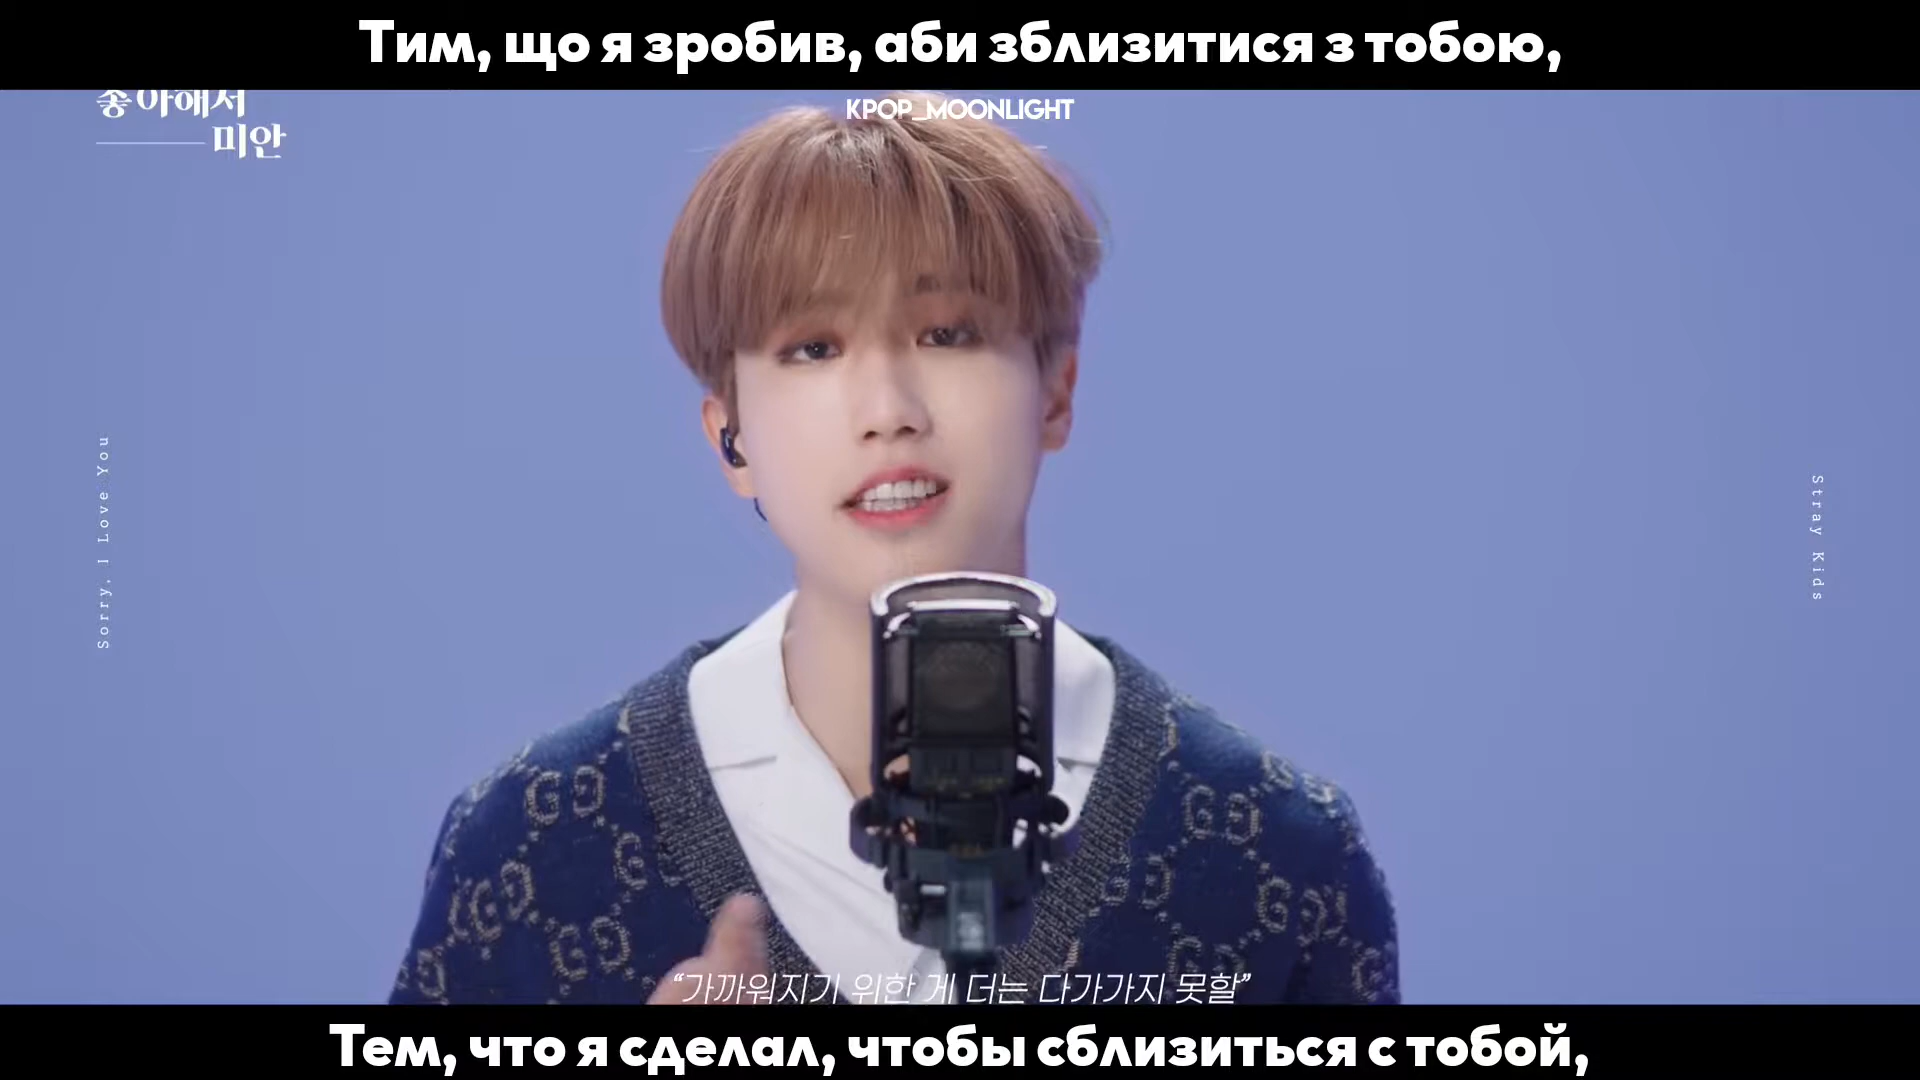 Тим, що я зробив, аби зблизитися з тобою,
좋아해서
미안
KPOP_MOONLIGHT
Sorry, I Love You
Stray Kids
“가까워지기 위한 게 더는 다가가지 못할”
Тем, что я сделал, чтобы сблизиться с тобой,